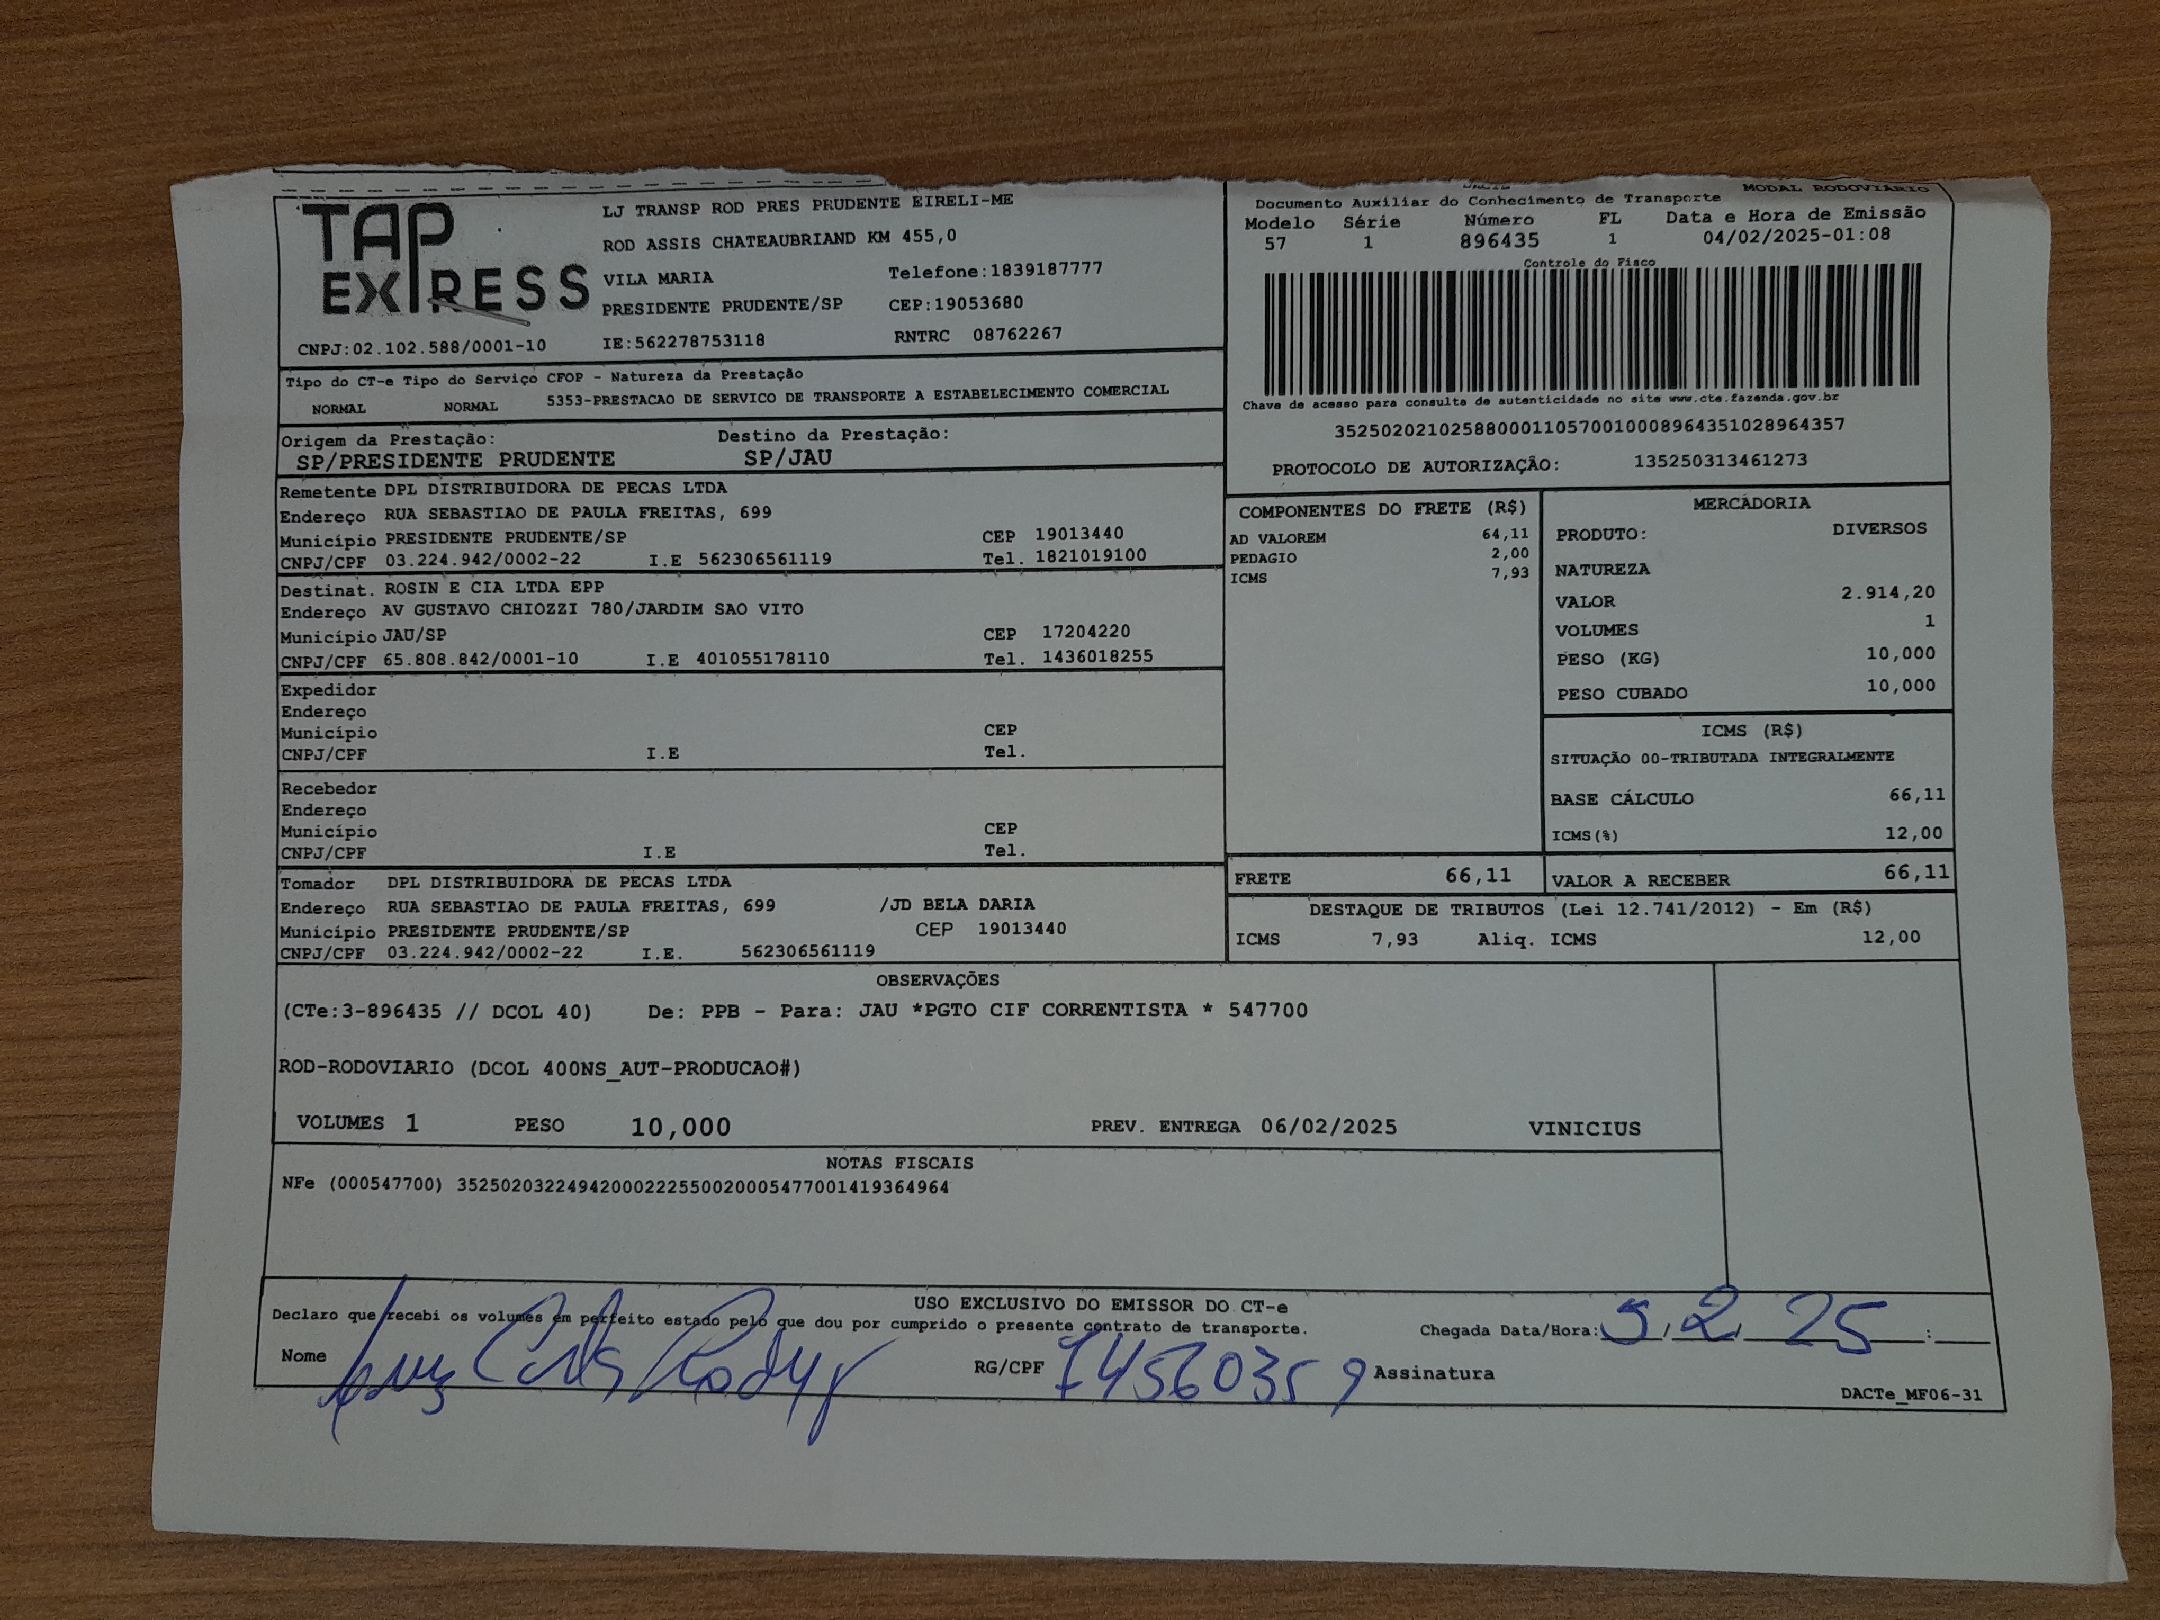 TAP
EXPRESS
LJ TRANSP ROD PRES PRUDENTE EIRELI-ME
ROD ASSIS CHATEAUBRIAND KM 455,0
VILA MARIA Telefone:1839187777
PRESIDENTE PRUDENTE/SP CEP:19053680
CNPJ:02.102.588/0001-10 IE:562278753118 RNTRC 08762267
MODAL RODOVIÁRIO
Documento Auxiliar do Conhecimento de Transporte
Modelo Série Número FL Data e Hora de Emissão
57 1 896435 1 04/02/2025-01:08
Controle do Fisco
Chave de acesso para consulta de autenticidade no site www.cte.fazenda.gov.br
35250202102588000110570010008964351028964357
PROTOCOLO DE AUTORIZAÇÃO: 135250313461273
Tipo do CT-e Tipo do Serviço CFOP - Natureza da Prestação
NORMAL NORMAL 5353-PRESTACAO DE SERVICO DE TRANSPORTE A ESTABELECIMENTO COMERCIAL
Origem da Prestação: Destino da Prestação:
SP/PRESIDENTE PRUDENTE SP/JAU
Remetente DPL DISTRIBUIDORA DE PECAS LTDA
Endereço RUA SEBASTIAO DE PAULA FREITAS, 699
Município PRESIDENTE PRUDENTE/SP CEP 19013440
CNPJ/CPF 03.224.942/0002-22 I.E 562306561119 Tel. 1821019100
Destinat. ROSIN E CIA LTDA EPP
Endereço AV GUSTAVO CHIOZZI 780/JARDIM SAO VITO
Município JAU/SP CEP 17204220
CNPJ/CPF 65.808.842/0001-10 I.E 401055178110 Tel. 1436018255
Expedidor
Endereço
Município CEP
CNPJ/CPF I.E Tel.
Recebedor
Endereço
Município CEP
CNPJ/CPF I.E Tel.
Tomador DPL DISTRIBUIDORA DE PECAS LTDA
Endereço RUA SEBASTIAO DE PAULA FREITAS, 699 /JD BELA DARIA
Município PRESIDENTE PRUDENTE/SP CEP 19013440
CNPJ/CPF 03.224.942/0002-22 I.E. 562306561119
COMPONENTES DO FRETE (R$)
AD VALOREM 64,11
PEDAGIO 2,00
ICMS 7,93
MERCADORIA
PRODUTO: DIVERSOS
NATUREZA
VALOR 2.914,20
VOLUMES 1
PESO (KG) 10,000
PESO CUBADO 10,000
ICMS (R$)
SITUAÇÃO 00-TRIBUTADA INTEGRALMENTE
BASE CÁLCULO 66,11
ICMS(%) 12,00
FRETE 66,11 VALOR A RECEBER 66,11
DESTAQUE DE TRIBUTOS (Lei 12.741/2012) - Em (R$)
ICMS 7,93 Aliq. ICMS 12,00
OBSERVAÇÕES
(CTe:3-896435 // DCOL 40) De: PPB - Para: JAU *PGTO CIF CORRENTISTA * 547700
ROD-RODOVIARIO (DCOL 400NS_AUT-PRODUCAO#)
VOLUMES 1 PESO 10,000 PREV. ENTREGA 06/02/2025 VINICIUS
NOTAS FISCAIS
NFe (000547700) 35250203224942000222550020005477001419364964
USO EXCLUSIVO DO EMISSOR DO CT-e
Declaro que recebi os volumes em perfeito estado pelo que dou por cumprido o presente contrato de transporte.
Chegada Data/Hora: 5 / 2 / 25 :
Nome RG/CPF 74560359 Assinatura
DACTe_MF06-31